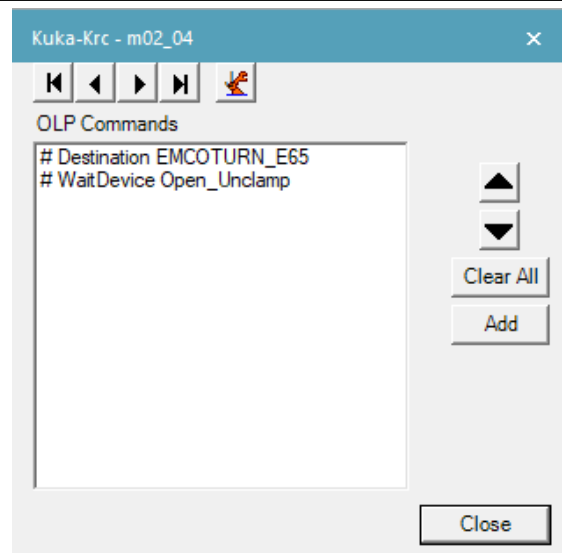 Kuka-Krc - m02_04
OLP Commands
# Destination EMCOTURN_E65
# WaitDevice Open_Unclamp
Clear All
Add
Close